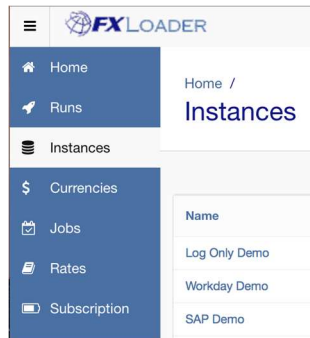 FXLOADER
Home
Runs
Instances
Currencies
Jobs
Rates
Subscription
Home /
Instances
Name
Log Only Demo
Workday Demo
SAP Demo